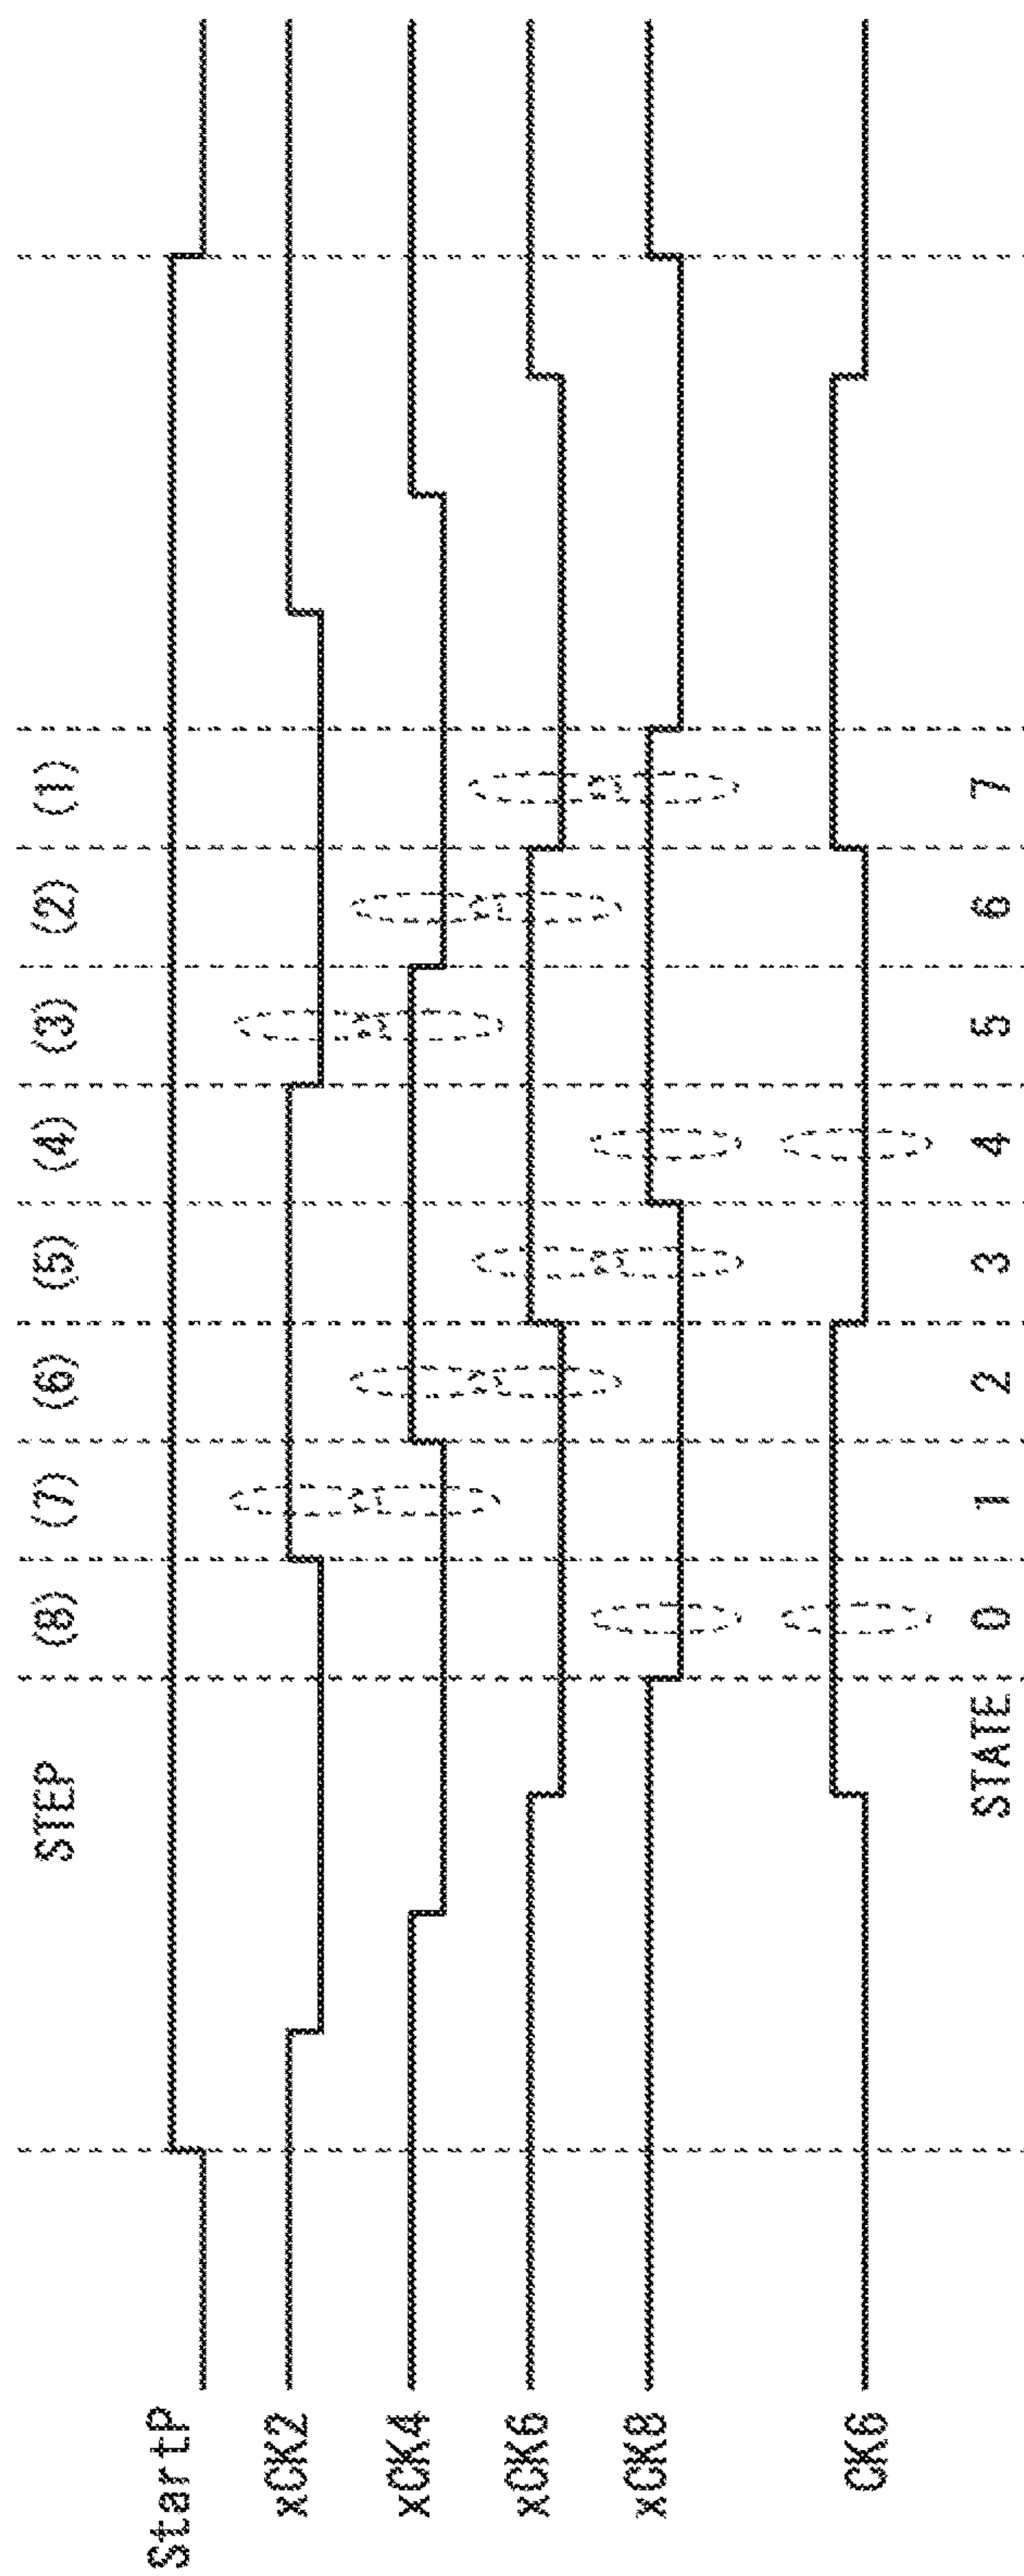 STEP (8) (7) (6) (5) (4) (3) (2) (1)
StartP
xCK2
xCK4
xCK6
xCK8
CK6
STATE 0 1 2 3 4 5 6 7